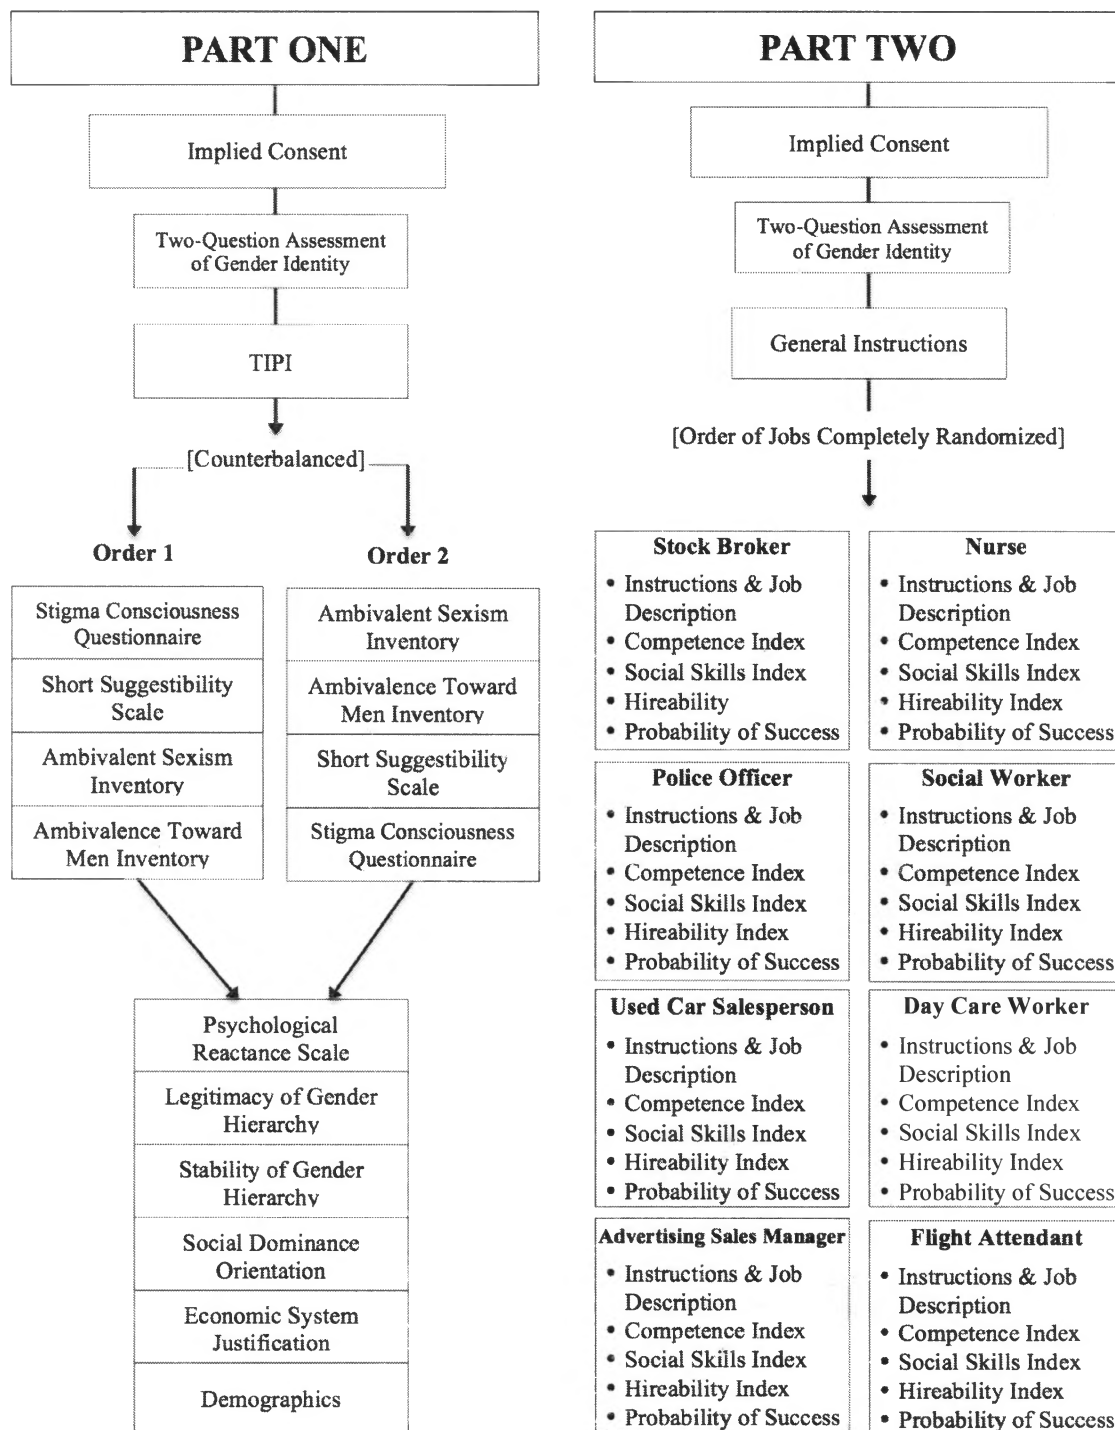 PART ONE
Implied Consent
Two-Question Assessment
of Gender Identity
TIPI
[Counterbalanced]
Order 1
Stigma Consciousness
Questionnaire
Short Suggestibility
Scale
Ambivalent Sexism
Inventory
Ambivalence Toward
Men Inventory
Order 2
Ambivalent Sexism
Inventory
Ambivalence Toward
Men Inventory
Short Suggestibility
Scale
Stigma Consciousness
Questionnaire
Psychological
Reactance Scale
Legitimacy of Gender
Hierarchy
Stability of Gender
Hierarchy
Social Dominance
Orientation
Economic System
Justification
Demographics
PART TWO
Implied Consent
Two-Question Assessment
of Gender Identity
General Instructions
[Order of Jobs Completely Randomized]
Stock Broker
• Instructions & Job
Description
• Competence Index
• Social Skills Index
• Hireability
• Probability of Success
Nurse
• Instructions & Job
Description
• Competence Index
• Social Skills Index
• Hireability Index
• Probability of Success
Police Officer
• Instructions & Job
Description
• Competence Index
• Social Skills Index
• Hireability Index
• Probability of Success
Social Worker
• Instructions & Job
Description
• Competence Index
• Social Skills Index
• Hireability Index
• Probability of Success
Used Car Salesperson
• Instructions & Job
Description
• Competence Index
• Social Skills Index
• Hireability Index
• Probability of Success
Day Care Worker
• Instructions & Job
Description
• Competence Index
• Social Skills Index
• Hireability Index
• Probability of Success
Advertising Sales Manager
• Instructions & Job
Description
• Competence Index
• Social Skills Index
• Hireability Index
• Probability of Success
Flight Attendant
• Instructions & Job
Description
• Competence Index
• Social Skills Index
• Hireability Index
• Probability of Success